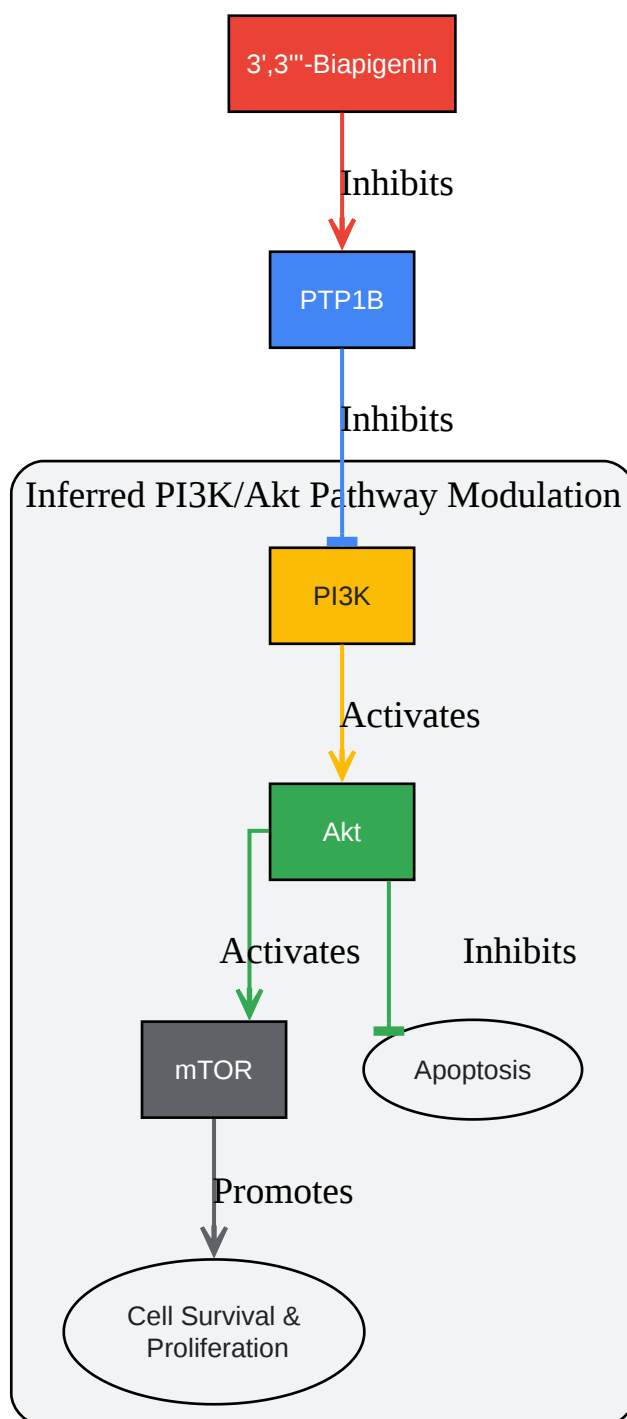 3',3'''-Biapigenin
Inhibits
PTP1B
Inhibits
Inferred PI3K/Akt Pathway Modulation
PI3K
Activates
Akt
Activates
Inhibits
mTOR
Apoptosis
Promotes
Cell Survival &
Proliferation